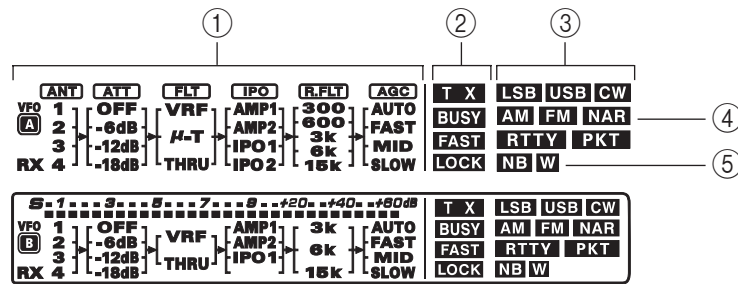 ① ② ③
ANT ATT FLT IPO R.FLT AGC T X LSB USB CW
VFO 1 OFF VRF AMP1 300 AUTO BUSY AM FM NAR ④
A 2 -6dB μ-T AMP2 600 FAST FAST RTTY PKT
3 -12dB IPO1 3k MID
6k
RX 4 -18dB THRU IPO2 15k SLOW LOCK NB W ⑤
S 1 3 5 7 9 +20 +40 +60dB T X LSB USB CW
VFO 1 OFF VRF AMP1 3k AUTO BUSY AM FM NAR
B 2 -6dB AMP2 6k FAST FAST RTTY PKT
3 -12dB THRU IPO1 MID
RX 4 -18dB 15k SLOW LOCK NB W